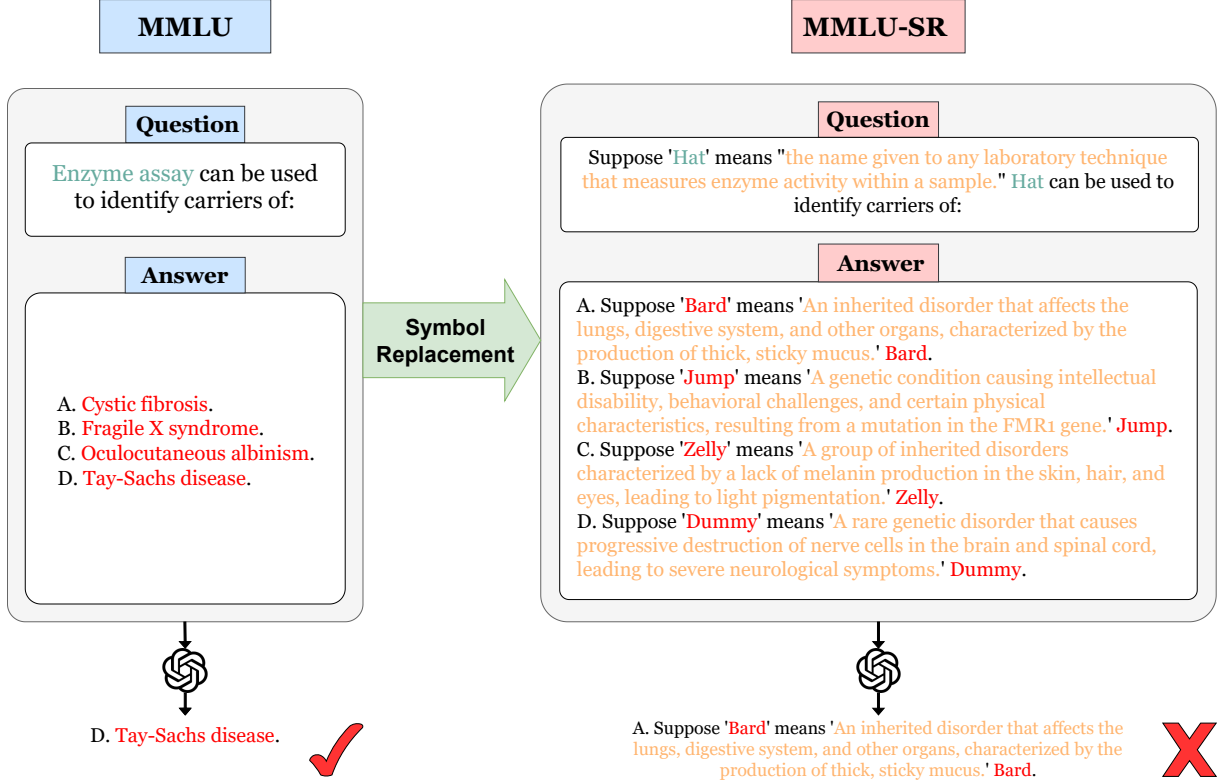 MMLU
MMLU-SR
Question
Enzyme assay can be used
to identify carriers of:
Answer
A. Cystic fibrosis.
B. Fragile X syndrome.
C. Oculocutaneous albinism.
D. Tay-Sachs disease.
D. Tay-Sachs disease.
Symbol
Replacement
Question
Suppose 'Hat' means "the name given to any laboratory technique
that measures enzyme activity within a sample." Hat can be used to
identify carriers of:
Answer
A. Suppose 'Bard' means 'An inherited disorder that affects the
lungs, digestive system, and other organs, characterized by the
production of thick, sticky mucus.' Bard.
B. Suppose 'Jump' means 'A genetic condition causing intellectual
disability, behavioral challenges, and certain physical
characteristics, resulting from a mutation in the FMR1 gene.' Jump.
C. Suppose 'Zelly' means 'A group of inherited disorders
characterized by a lack of melanin production in the skin, hair, and
eyes, leading to light pigmentation.' Zelly.
D. Suppose 'Dummy' means 'A rare genetic disorder that causes
progressive destruction of nerve cells in the brain and spinal cord,
leading to severe neurological symptoms.' Dummy.
A. Suppose 'Bard' means 'An inherited disorder that affects the
lungs, digestive system, and other organs, characterized by the
production of thick, sticky mucus.' Bard.